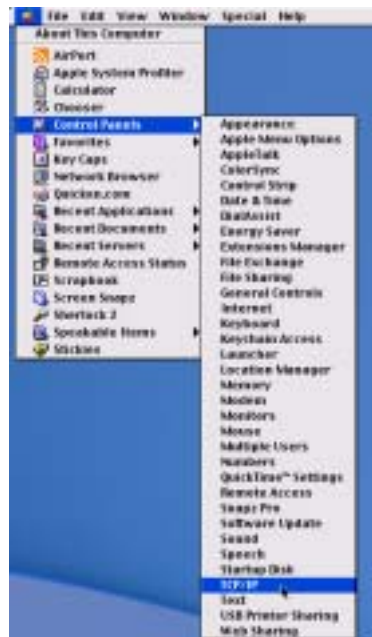 File Edit View Window Special Help
About This Computer
AirPort
Apple System Profiler
Calculator
Chooser
Control Panels
Favorites
Key Caps
Network Browser
Quicken.com
Recent Applications
Recent Documents
Recent Servers
Remote Access Status
Scrapbook
Screen Snapz
Sherlock 2
Speakable Items
Stickies
Appearance
Apple Menu Options
AppleTalk
ColorSync
Control Strip
Date & Time
DialAssist
Energy Saver
Extensions Manager
File Exchange
File Sharing
General Controls
Internet
Keyboard
Keychain Access
Launcher
Location Manager
Memory
Modem
Monitors
Mouse
Multiple Users
Numbers
QuickTime™ Settings
Remote Access
Snapz Pro
Software Update
Sound
Speech
Startup Disk
TCP/IP
Text
USB Printer Sharing
Web Sharing